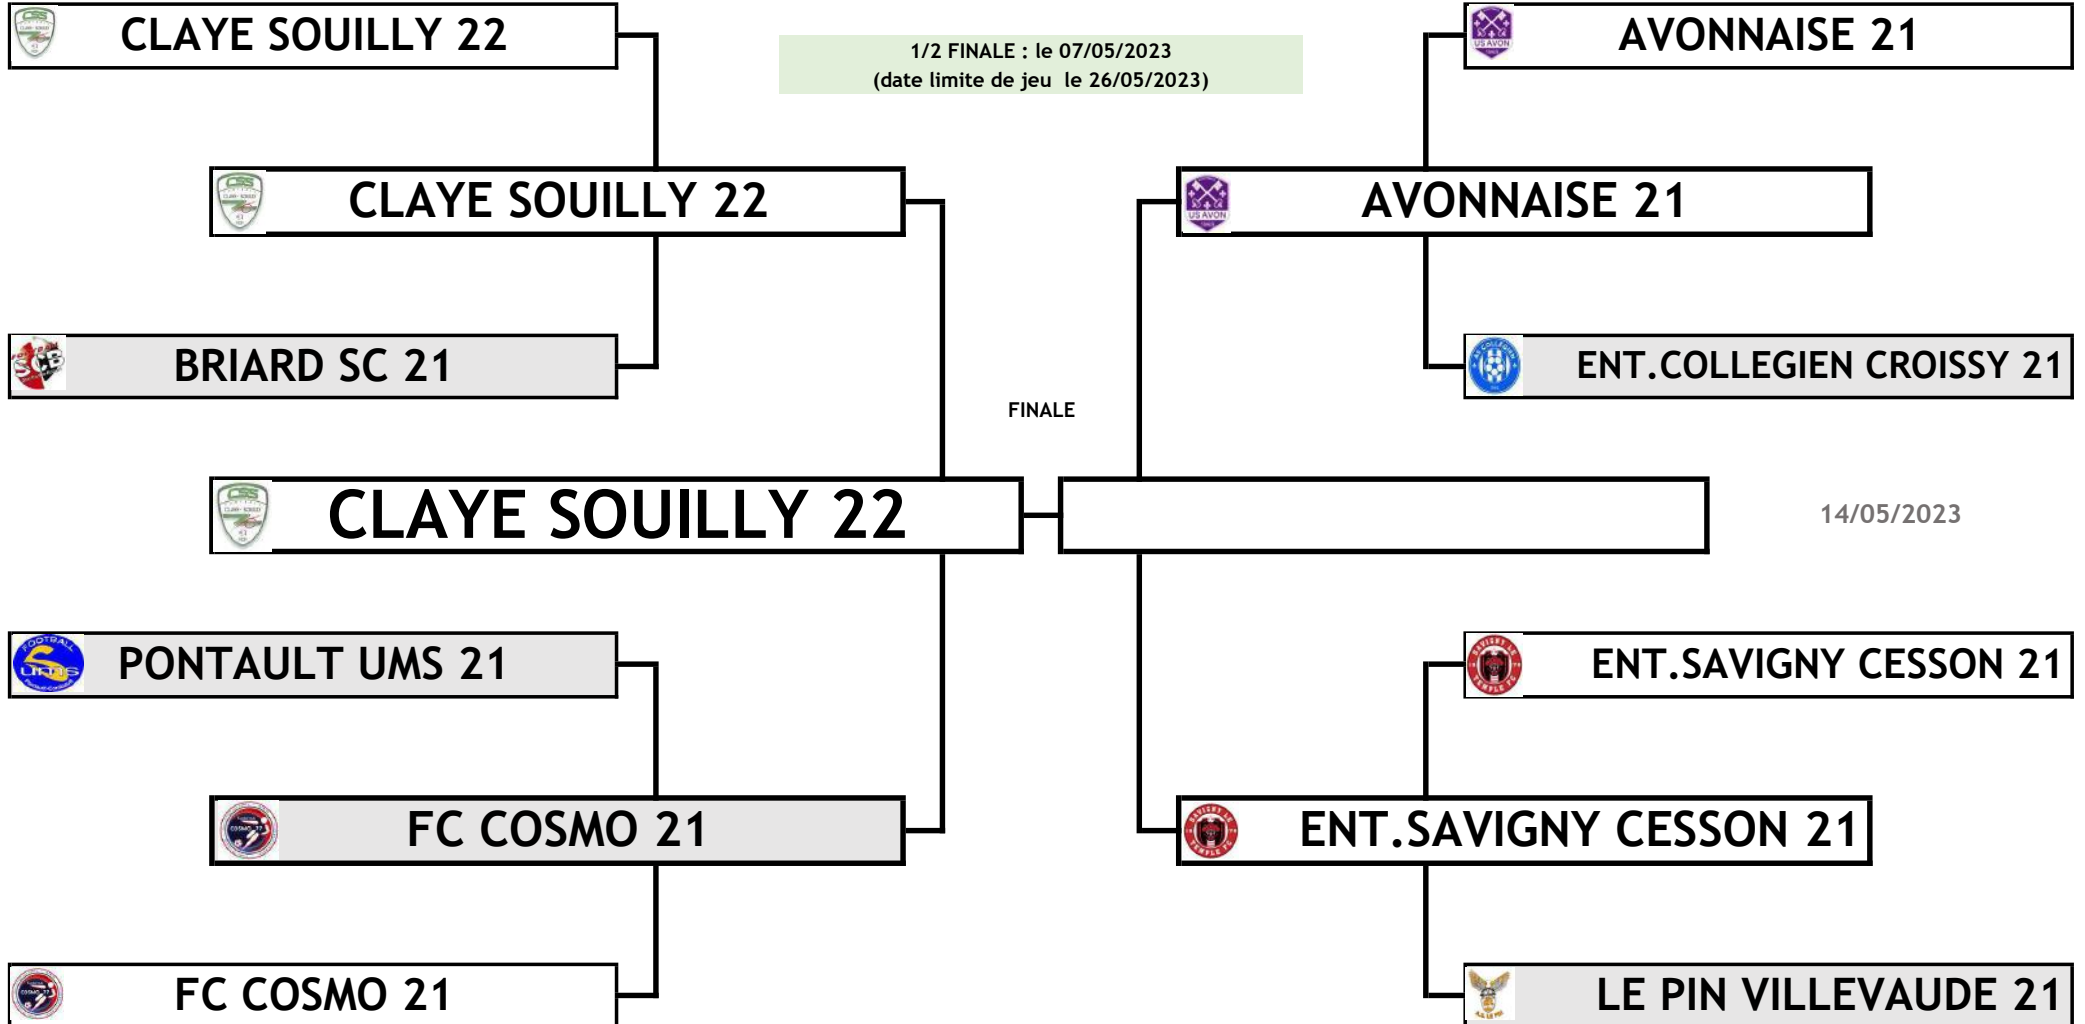 CLAYE SOUILLY 22
AVONNAISE 21
1/2 FINALE : le 07/05/2023
(date limite de jeu le 26/05/2023)
CLAYE SOUILLY 22
AVONNAISE 21
BRIARD SC 21
ENT.COLLEGIEN CROISSY 21
FINALE
CLAYE SOUILLY 22
14/05/2023
PONTAULT UMS 21
ENT.SAVIGNY CESSON 21
FC COSMO 21
ENT.SAVIGNY CESSON 21
FC COSMO 21
LE PIN VILLEVAUDE 21